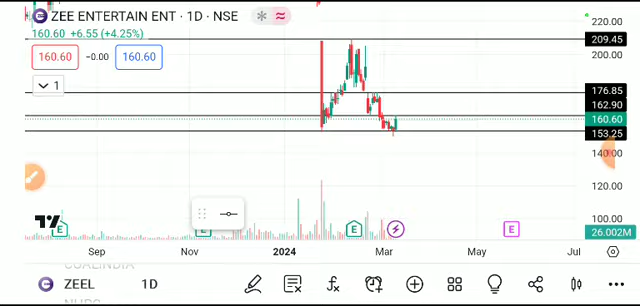 ZEE ENTERTAIN ENT · 1D · NSE
160.60 +6.55 (+4.25%)
160.60 −0.00 160.60
1
220.00
209.45
200.00
176.85
162.90
160.60
153.25
140.00
120.00
100.00
26.002M
E E E E
Sep Nov 2024 Mar May Jul
COALINDIA
ZEEL 1D